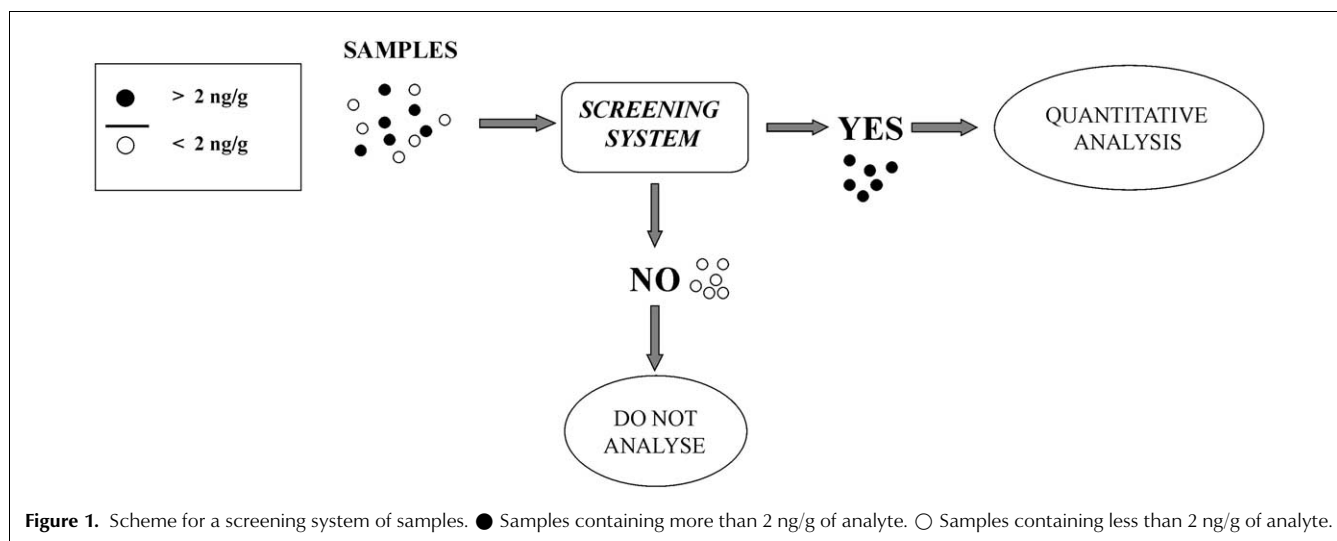 SAMPLES
● > 2 ng/g
○ < 2 ng/g
SCREENING
SYSTEM
YES
QUANTITATIVE
ANALYSIS
NO
DO NOT
ANALYSE
Figure 1. Scheme for a screening system of samples. ● Samples containing more than 2 ng/g of analyte. ○ Samples containing less than 2 ng/g of analyte.